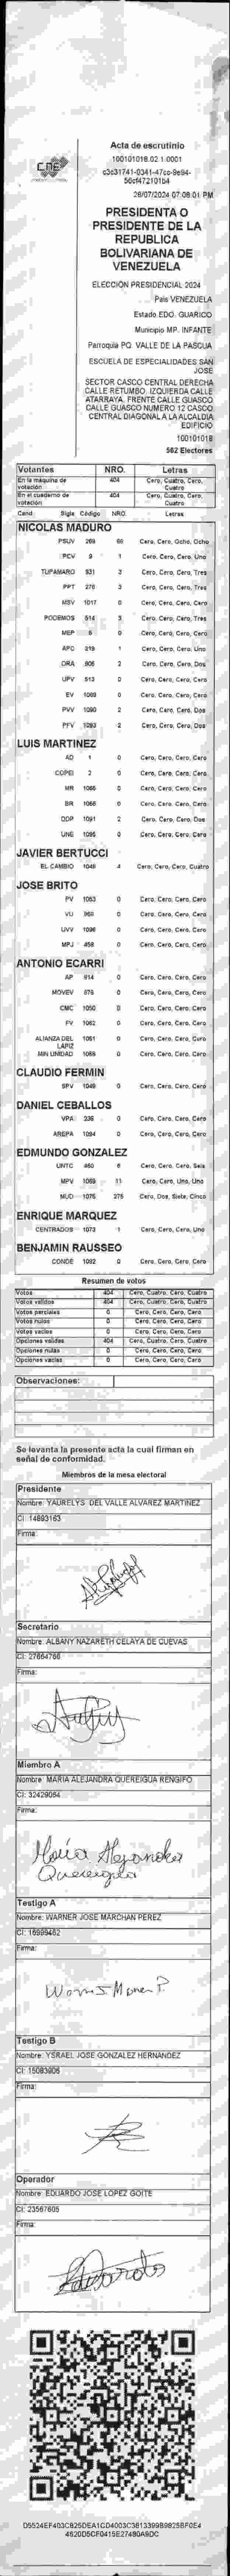 CNE
Acta de escrutinio
100101018.02.1.0001
28/07/2024 07:08:01 PM
PRESIDENTA O
PRESIDENTE DE LA
REPUBLICA
BOLIVARIANA DE
VENEZUELA
ELECCIÓN PRESIDENCIAL 2024
País VENEZUELA
Estado EDO. GUARICO
Municipio MP. INFANTE
Parroquia PQ. VALLE DE LA PASCUA
ESCUELA DE ESPECIALIDADES SAN
JOSE
SECTOR CASCO CENTRAL DERECHA
CALLE RETUMBO. IZQUIERDA CALLE
ATARRAYA. FRENTE CALLE GUASCO
CALLE GUASCO NUMERO 12 CASCO
CENTRAL DIAGONAL A LA ALCALDIA
EDIFICIO
100101018
562 Electores
Votantes NRO. Letras
En la máquina de votación 404 Cero, Cuatro, Cero, Cuatro
En el cuaderno de votación 404 Cero, Cuatro, Cero, Cuatro
Cand Sigla Código NRO. Letras
NICOLAS MADURO
PSUV 269 88 Cero, Cero, Ocho, Ocho
PCV 9 1 Cero, Cero, Cero, Uno
TUPAMARO 931 3 Cero, Cero, Cero, Tres
PPT 276 3 Cero, Cero, Cero, Tres
MSV 1017 0 Cero, Cero, Cero, Cero
PODEMOS 514 3 Cero, Cero, Cero, Tres
MEP 5 0 Cero, Cero, Cero, Cero
APC 219 1 Cero, Cero, Cero, Uno
ORA 905 2 Cero, Cero, Cero, Dos
UPV 513 0 Cero, Cero, Cero, Cero
EV 1089 0 Cero, Cero, Cero, Cero
PVV 1090 2 Cero, Cero, Cero, Dos
PFV 1093 2 Cero, Cero, Cero, Dos
LUIS MARTINEZ
AD 1 0 Cero, Cero, Cero, Cero
COPEI 2 0 Cero, Cero, Cero, Cero
MR 1065 0 Cero, Cero, Cero, Cero
BR 1066 0 Cero, Cero, Cero, Cero
DDP 1091 2 Cero, Cero, Cero, Dos
UNE 1095 0 Cero, Cero, Cero, Cero
JAVIER BERTUCCI
EL CAMBIO 1048 4 Cero, Cero, Cero, Cuatro
JOSE BRITO
PV 1053 0 Cero, Cero, Cero, Cero
VU 968 0 Cero, Cero, Cero, Cero
UVV 1096 0 Cero, Cero, Cero, Cero
MPJ 458 0 Cero, Cero, Cero, Cero
ANTONIO ECARRI
AP 814 0 Cero, Cero, Cero, Cero
MOVEV 879 0 Cero, Cero, Cero, Cero
CMC 1050 0 Cero, Cero, Cero, Cero
FV 1062 0 Cero, Cero, Cero, Cero
ALIANZA DEL LAPIZ 1051 0 Cero, Cero, Cero, Cero
MIN UNIDAD 1069 0 Cero, Cero, Cero, Cero
CLAUDIO FERMIN
SPV 1049 0 Cero, Cero, Cero, Cero
DANIEL CEBALLOS
VPA 236 0 Cero, Cero, Cero, Cero
AREPA 1094 0 Cero, Cero, Cero, Cero
EDMUNDO GONZALEZ
UNTC 460 6 Cero, Cero, Cero, Seis
MPV 1069 11 Cero, Cero, Uno, Uno
MUD 1075 275 Cero, Dos, Siete, Cinco
ENRIQUE MARQUEZ
CENTRADOS 1073 1 Cero, Cero, Cero, Uno
BENJAMIN RAUSSEO
CONDE 1092 0 Cero, Cero, Cero, Cero
Resumen de votos
Votos 404 Cero, Cuatro, Cero, Cuatro
Votos válidos 404 Cero, Cuatro, Cero, Cuatro
Votos parciales 0 Cero, Cero, Cero, Cero
Votos nulos 0 Cero, Cero, Cero, Cero
Votos vacíos 0 Cero, Cero, Cero, Cero
Opciones válidas 404 Cero, Cuatro, Cero, Cuatro
Opciones nulas 0 Cero, Cero, Cero, Cero
Opciones vacías 0 Cero, Cero, Cero, Cero
Observaciones:
Se levanta la presente acta la cual firman en
señal de conformidad.
Miembros de la mesa electoral
Presidente
Nombre: YAURELYS DEL VALLE ALVAREZ MARTINEZ
CI: 14893163
Firma:
Secretario
Nombre: ALBANY NAZARETH CELAYA DE CUEVAS
CI: 27664766
Firma:
Miembro A
Nombre: MARIA ALEJANDRA QUEREIGUA RENGIFO
CI: 32429064
Firma:
María Alejandra
Quereigua
Testigo A
Nombre: WARNER JOSE MARCHAN PEREZ
CI: 16999462
Firma:
Testigo B
Nombre: YSRAEL JOSE GONZALEZ HERNANDEZ
CI: 15083905
Firma:
Operador
Nombre: EDUARDO JOSE LOPEZ GOITE
CI: 23567605
Firma: